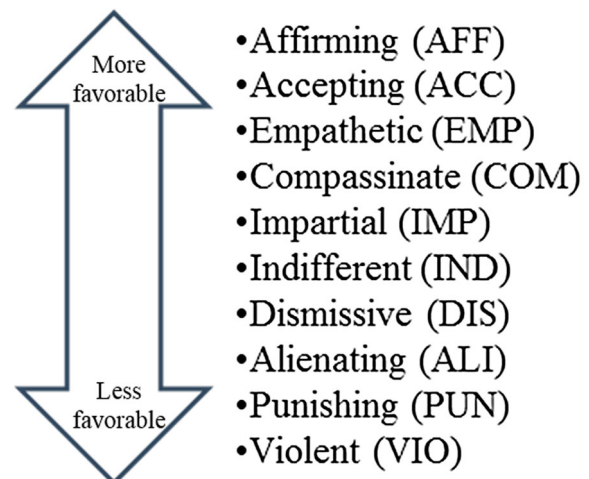 More
favorable
•Affirming (AFF)
•Accepting (ACC)
•Empathetic (EMP)
•Compassinate (COM)
•Impartial (IMP)
•Indifferent (IND)
•Dismissive (DIS)
•Alienating (ALI)
Less
favorable
•Punishing (PUN)
•Violent (VIO)